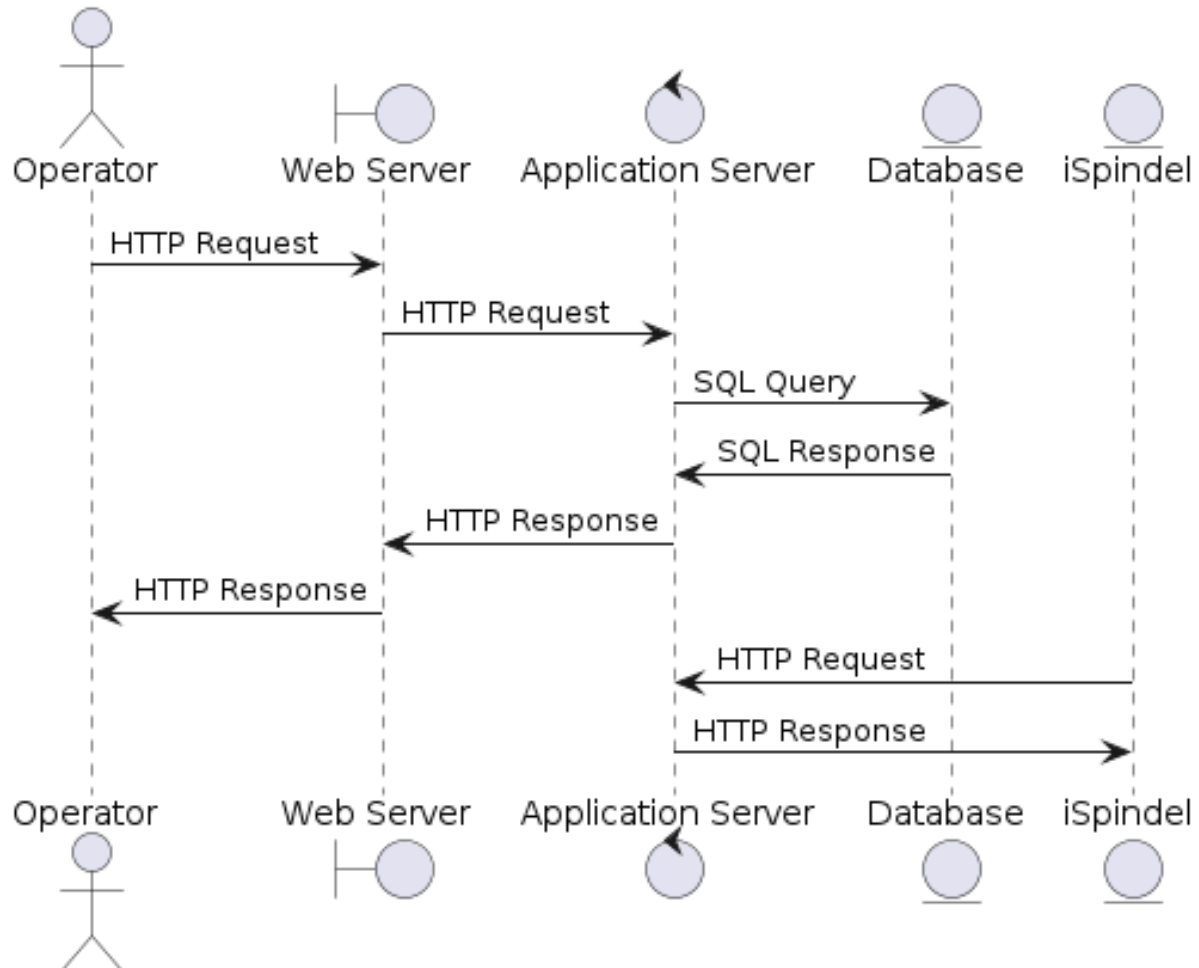 Operator
Web Server
Application Server
Database
iSpindel
HTTP Request
HTTP Request
SQL Query
SQL Response
HTTP Response
HTTP Response
HTTP Request
HTTP Response
Operator
Web Server
Application Server
Database
iSpindel